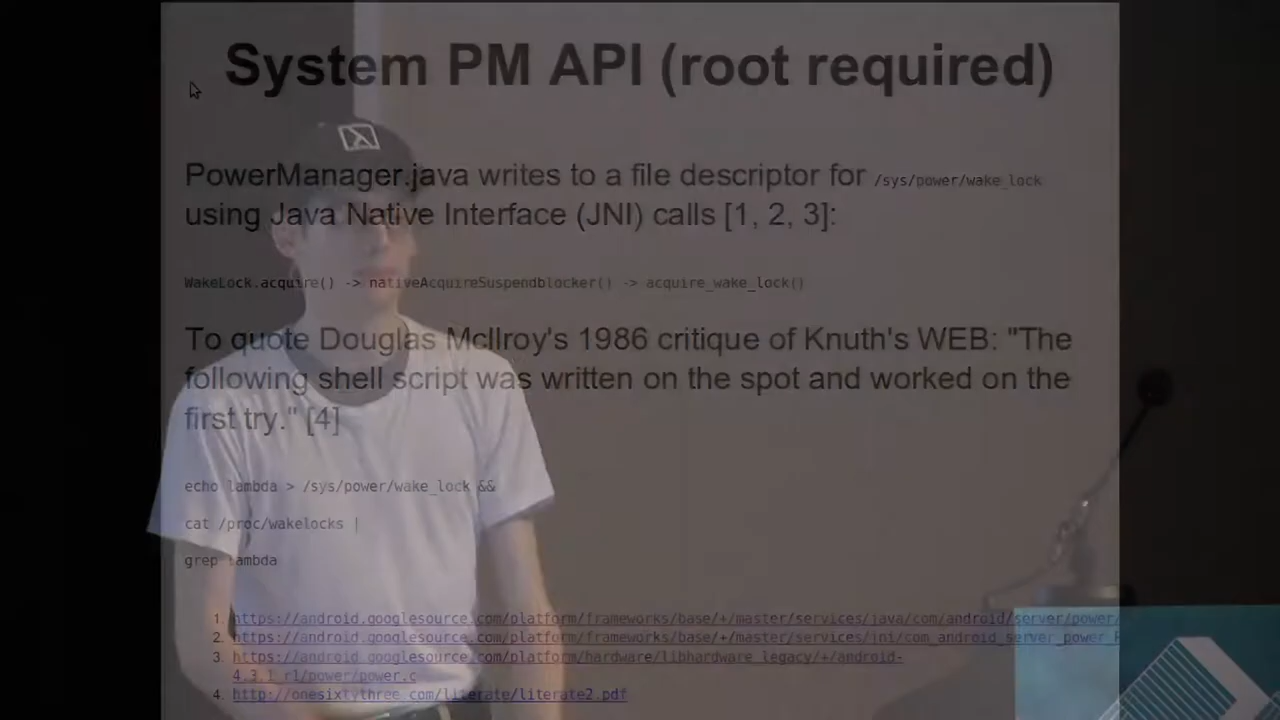 System PM API (root required)
PowerManager.java writes to a file descriptor for /sys/power/wake_lock
using Java Native Interface (JNI) calls [1, 2, 3]:
WakeLock.acquire() -> nativeAcquireSuspendblocker() -> acquire_wake_lock()
To quote Douglas McIlroy's 1986 critique of Knuth's WEB: "The
following shell script was written on the spot and worked on the
first try." [4]
echo lambda > /sys/power/wake_lock &&
cat /proc/wakelocks |
grep lambda
1. https://android.googlesource.com/platform/frameworks/base/+/master/services/java/com/android/server/power/
2. https://android.googlesource.com/platform/frameworks/base/+/master/services/jni/com_android_server_power_
3. https://android.googlesource.com/platform/hardware/libhardware_legacy/+/android-
4.3.1_r1/power/power.c
4. http://onesixtythree.com/literate/literate2.pdf